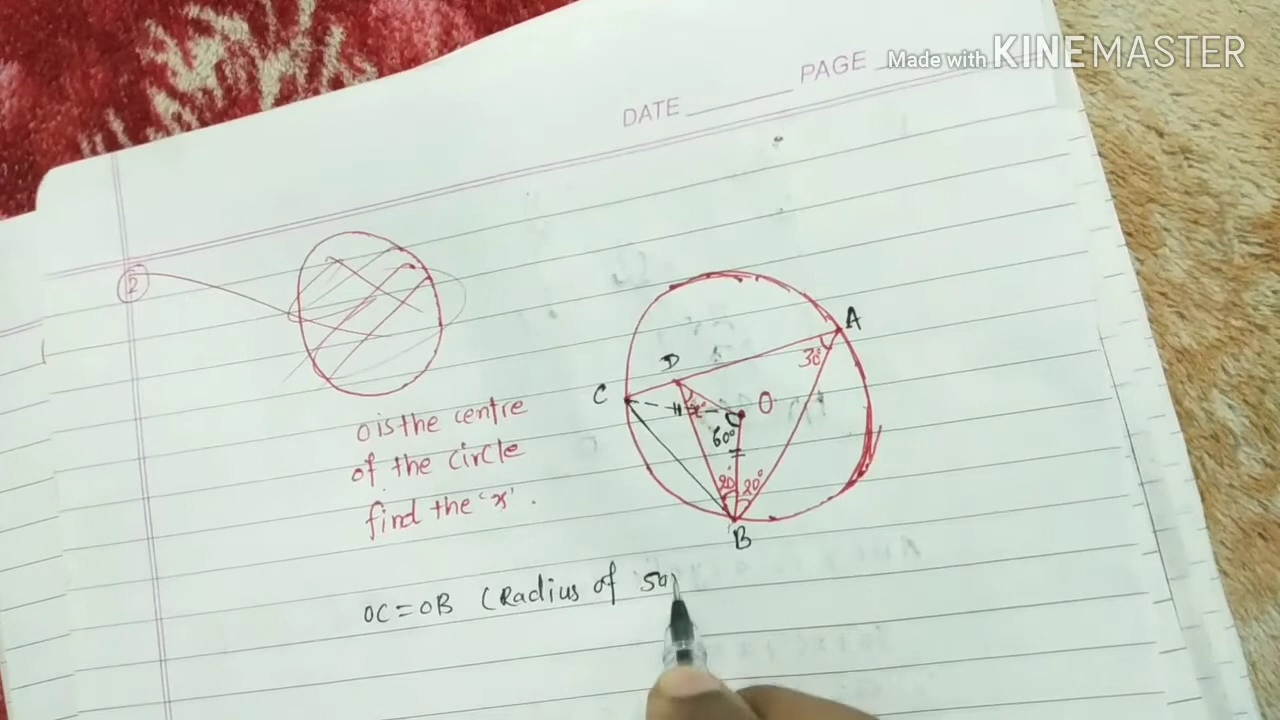 Made with KINEMASTER
DATE PAGE
2
O is the centre
of the circle
find the 'x'.
A
30°
D
C
x°
O
60°
20° 20°
B
OC = OB (Radius of sa